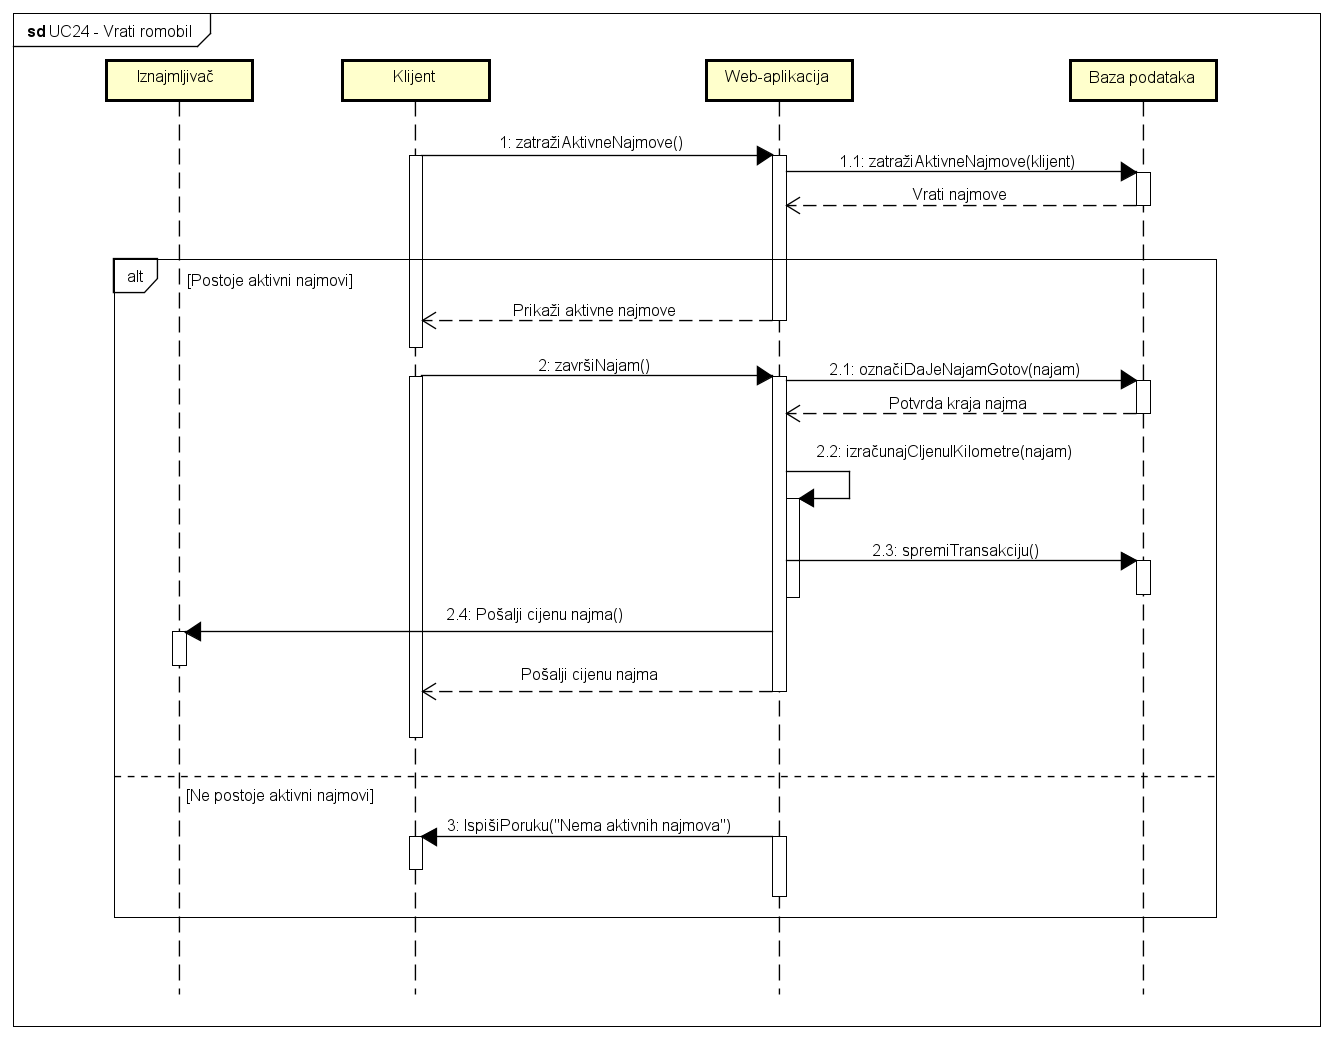 sd UC24 - Vrati romobil
Iznajmljivač
Klijent
Web-aplikacija
Baza podataka
1: zatražiAktivneNajmove()
1.1: zatražiAktivneNajmove(klijent)
Vrati najmove
alt
[Postoje aktivni najmovi]
Prikaži aktivne najmove
2: završiNajam()
2.1: označiDaJeNajamGotov(najam)
Potvrda kraja najma
2.2: izračunajCIjenuIKilometre(najam)
2.3: spremiTransakciju()
2.4: Pošalji cijenu najma()
Pošalji cijenu najma
[Ne postoje aktivni najmovi]
3: IspišiPoruku("Nema aktivnih najmova")